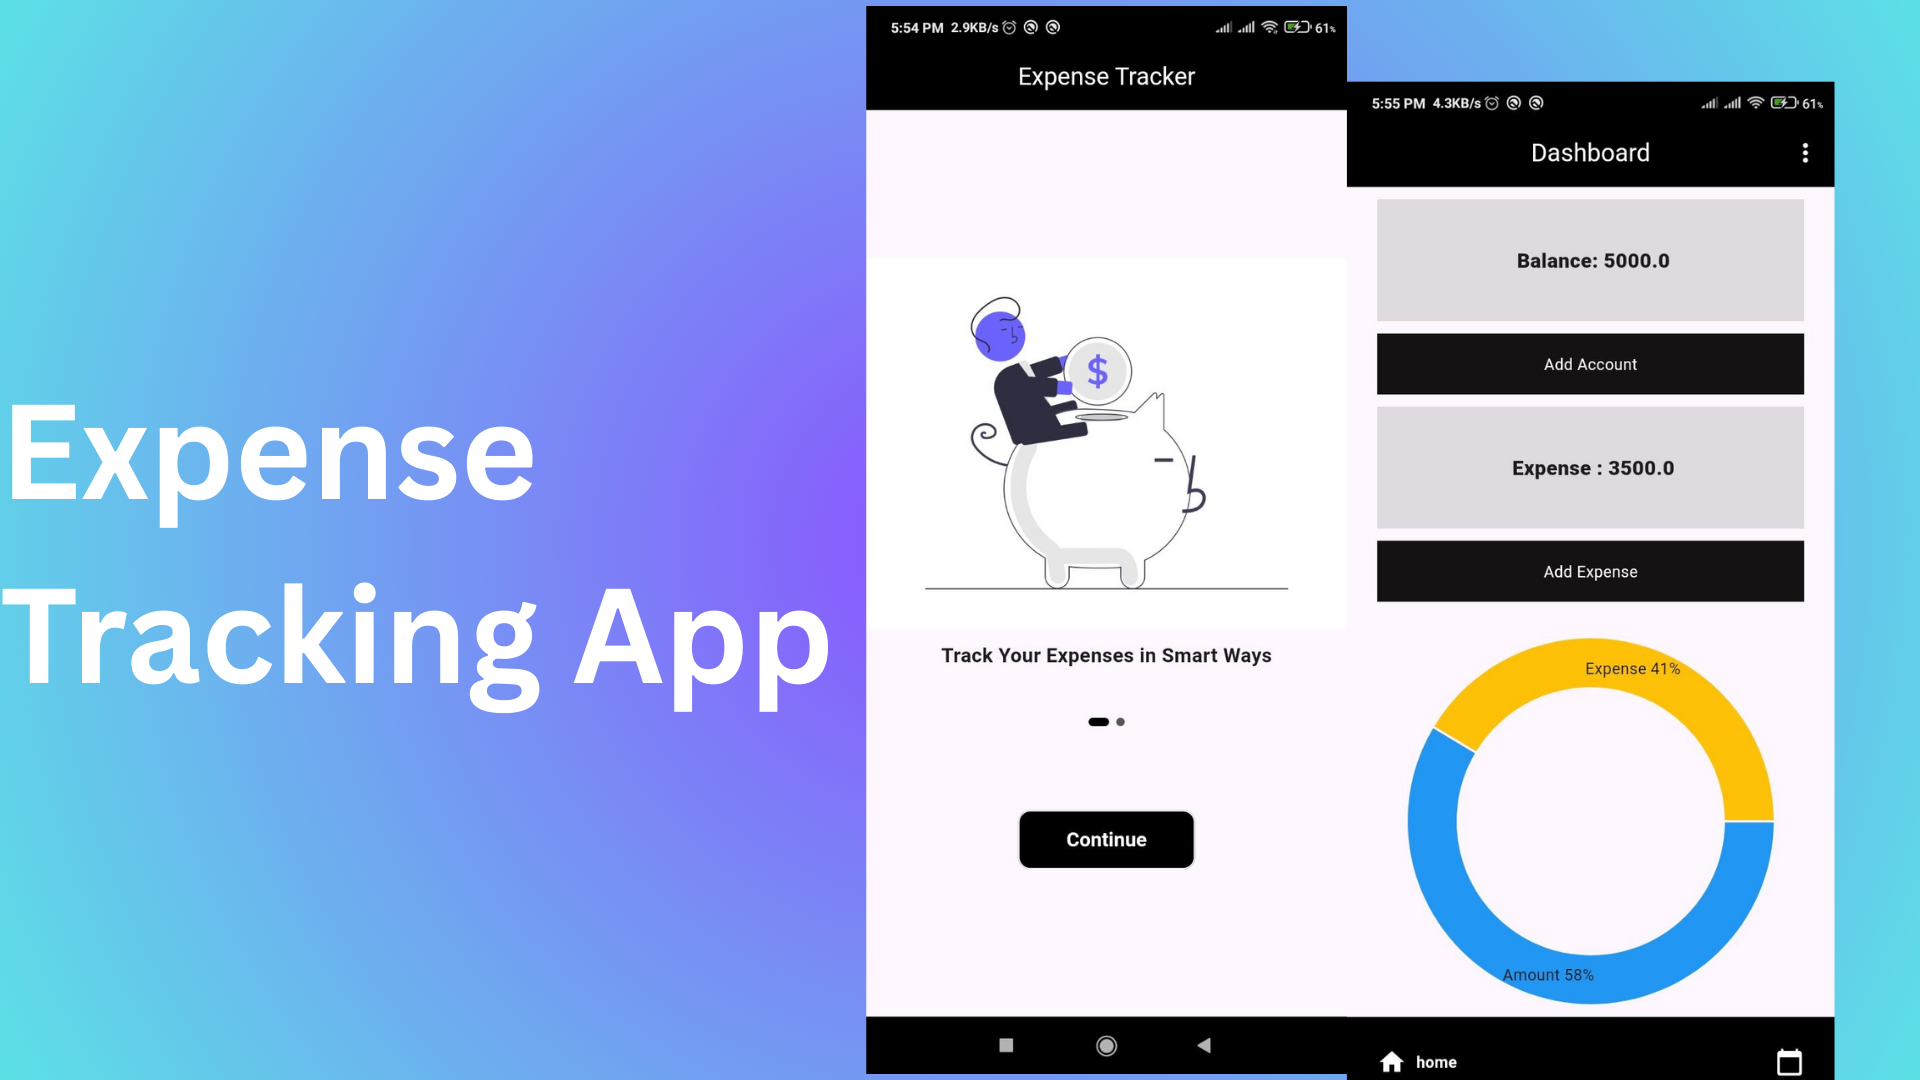 Expense
Tracking App
5:54 PM 2.9KB/s
61%
Expense Tracker
$
Track Your Expenses in Smart Ways
Continue
5:55 PM 4.3KB/s
61%
Dashboard
Balance: 5000.0
Add Account
Expense : 3500.0
Add Expense
Expense 41%
Amount 58%
home